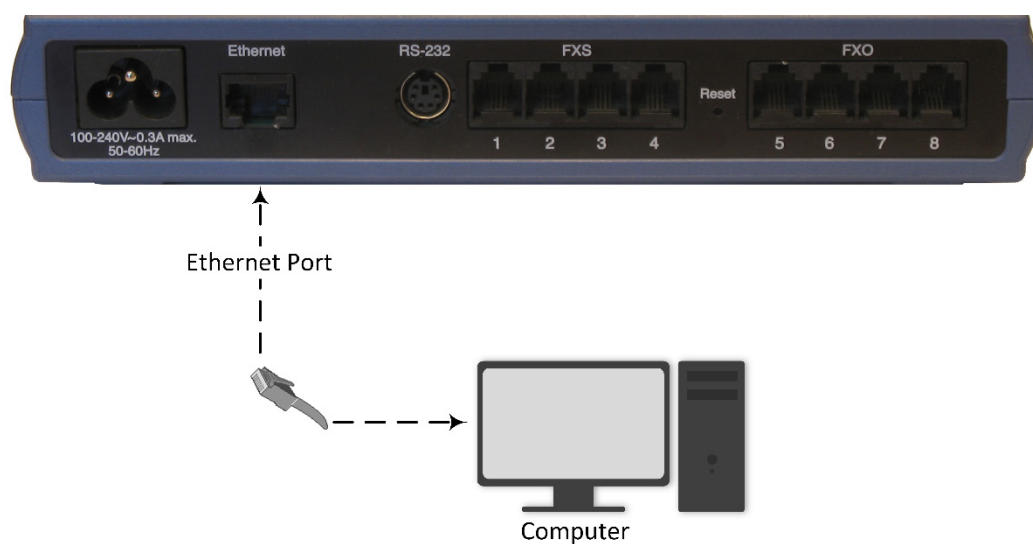 Ethernet
RS-232
FXS
FXO
Reset
100-240V~0.3A max.
50-60Hz
1 2 3 4
5 6 7 8
Ethernet Port
Computer